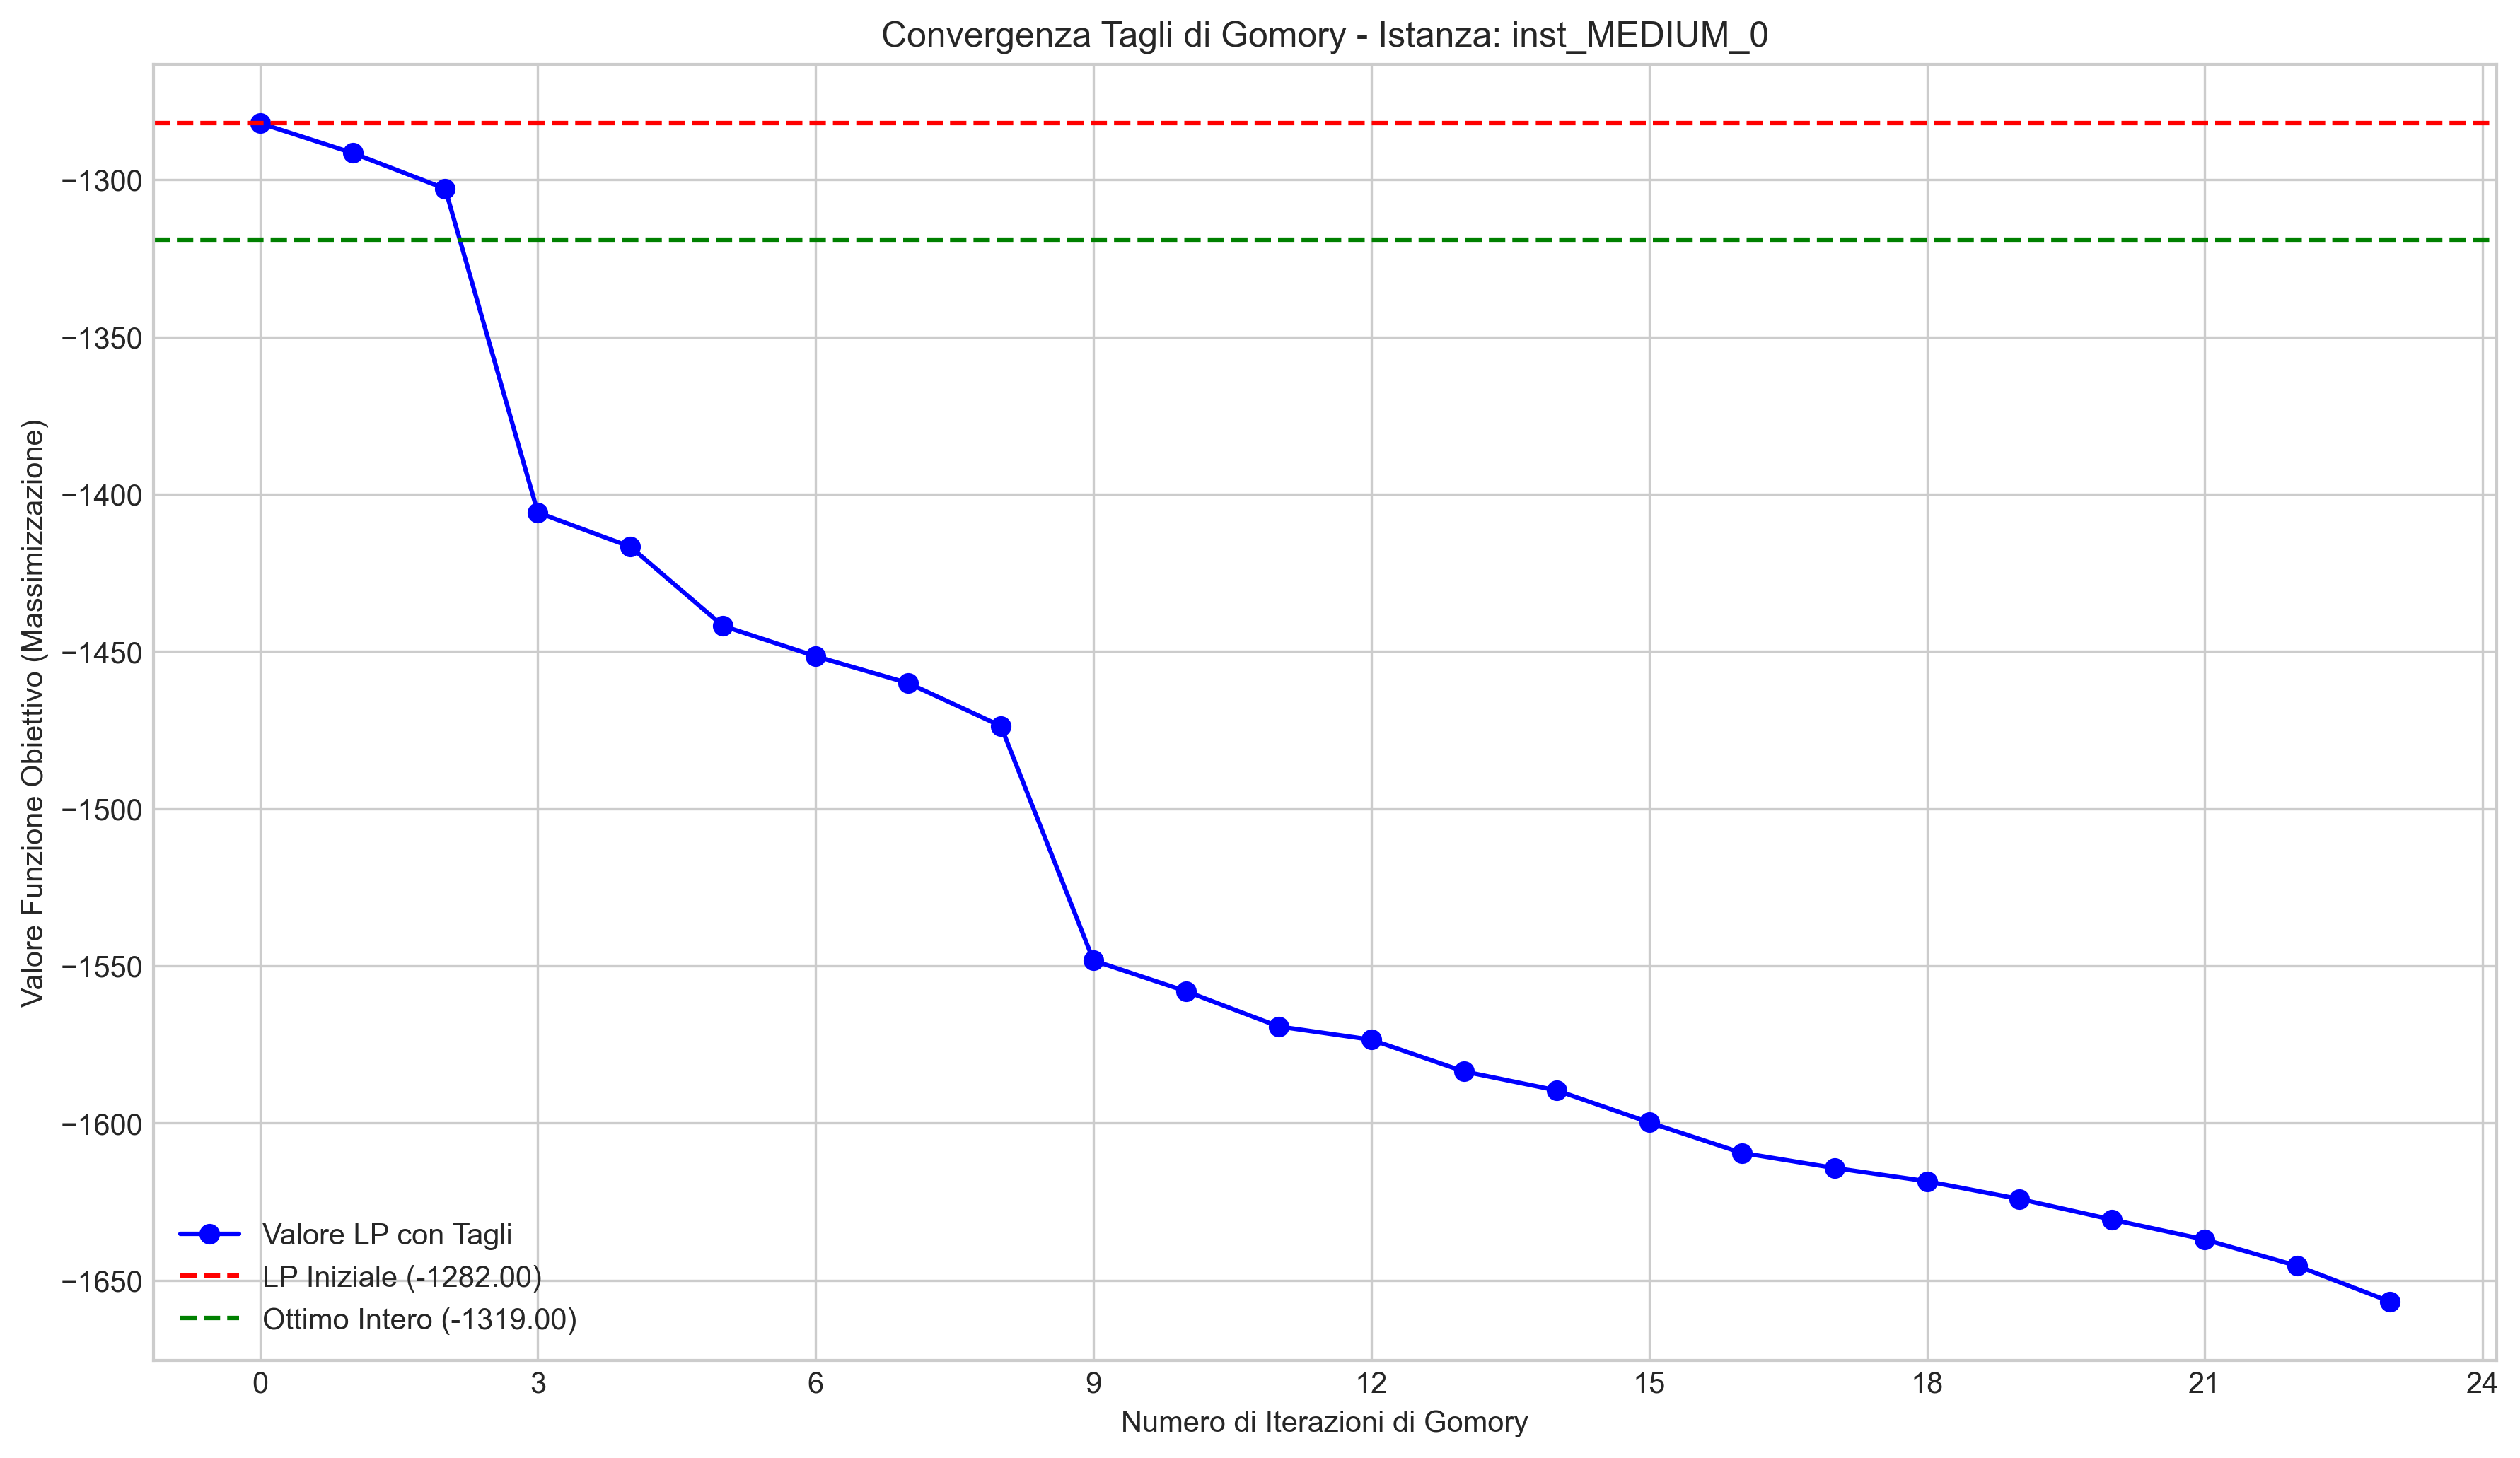 Convergenza Tagli di Gomory - Istanza: inst_MEDIUM_0
Valore Funzione Obiettivo (Massimizzazione)
−1300
−1350
−1400
−1450
−1500
−1550
−1600
−1650
Valore LP con Tagli
LP Iniziale (-1282.00)
Ottimo Intero (-1319.00)
0 3 6 9 12 15 18 21 24
Numero di Iterazioni di Gomory